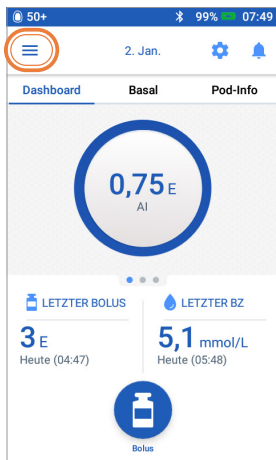 50+ 99% 07:49
2. Jan.
Dashboard Basal Pod-Info
0,75 E
AI
LETZTER BOLUS LETZTER BZ
3 E 5,1 mmol/L
Heute (04:47) Heute (05:48)
Bolus